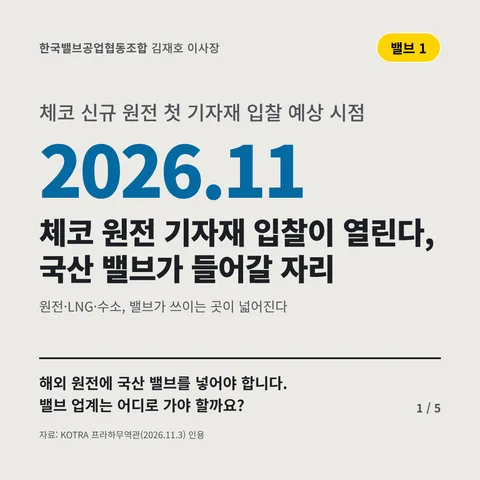 한국밸브공업협동조합 김재호 이사장
밸브 1
체코 신규 원전 첫 기자재 입찰 예상 시점
2026.11
체코 원전 기자재 입찰이 열린다,
국산 밸브가 들어갈 자리
원전·LNG·수소, 밸브가 쓰이는 곳이 넓어진다
해외 원전에 국산 밸브를 넣어야 합니다.
밸브 업계는 어디로 가야 할까요?
1 / 5
자료: KOTRA 프라하무역관(2026.11.3) 인용